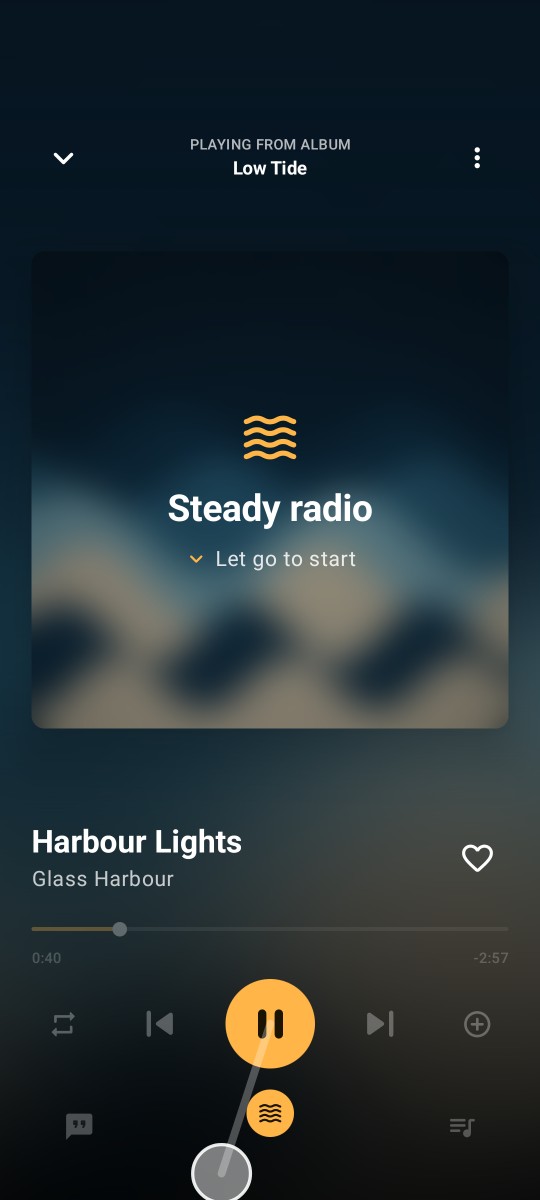 PLAYING FROM ALBUM
Low Tide
Steady radio
Let go to start
Harbour Lights
Glass Harbour
0:40
-2:57